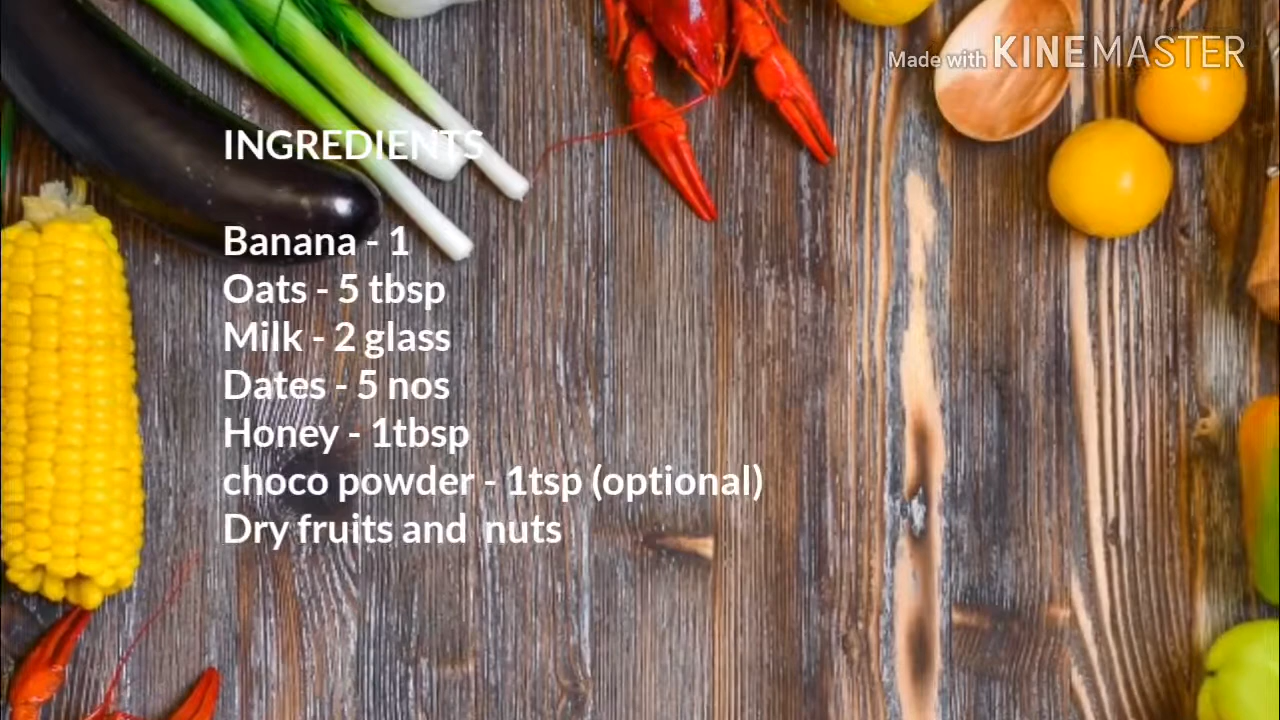 Made with KINEMASTER
INGREDIENTS
Banana - 1
Oats - 5 tbsp
Milk - 2 glass
Dates - 5 nos
Honey - 1tbsp
choco powder - 1tsp (optional)
Dry fruits and  nuts